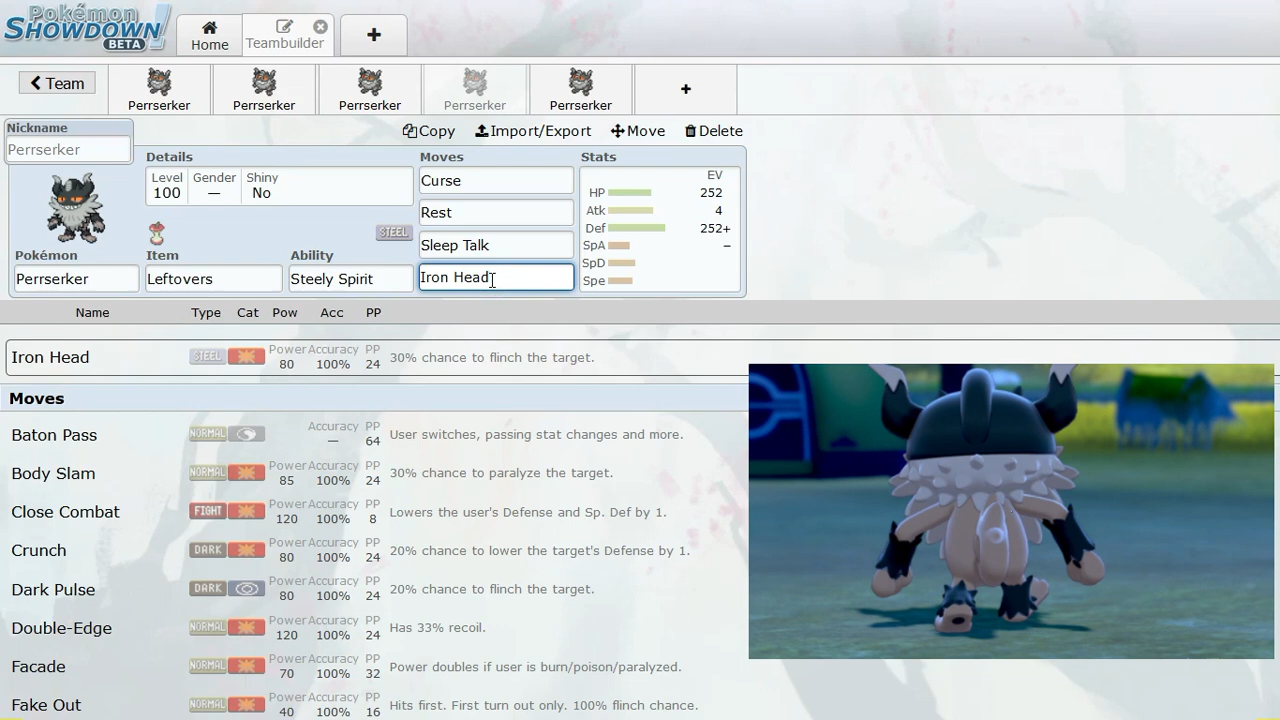 Pokémon
SHOWDOWN!
BETA
Home
Teambuilder
+
Team
Perrserker
Perrserker
Perrserker
Perrserker
Perrserker
+
Copy
Import/Export
Move
Delete
Nickname
Perrserker
Details
Level
100
Gender
—
Shiny
No
STEEL
Pokémon
Perrserker
Item
Leftovers
Ability
Steely Spirit
Moves
Curse
Rest
Sleep Talk
Iron Head
Stats
EV
HP 252
Atk 4
Def 252+
SpA –
SpD
Spe
Name Type Cat Pow Acc PP
Iron Head STEEL Power 80 Accuracy 100% PP 24 30% chance to flinch the target.
Moves
Baton Pass NORMAL Accuracy — PP 64 User switches, passing stat changes and more.
Body Slam NORMAL Power 85 Accuracy 100% PP 24 30% chance to paralyze the target.
Close Combat FIGHT Power 120 Accuracy 100% PP 8 Lowers the user's Defense and Sp. Def by 1.
Crunch DARK Power 80 Accuracy 100% PP 24 20% chance to lower the target's Defense by 1.
Dark Pulse DARK Power 80 Accuracy 100% PP 24 20% chance to flinch the target.
Double-Edge NORMAL Power 120 Accuracy 100% PP 24 Has 33% recoil.
Facade NORMAL Power 70 Accuracy 100% PP 32 Power doubles if user is burn/poison/paralyzed.
Fake Out NORMAL Power 40 Accuracy 100% PP 16 Hits first. First turn out only. 100% flinch chance.